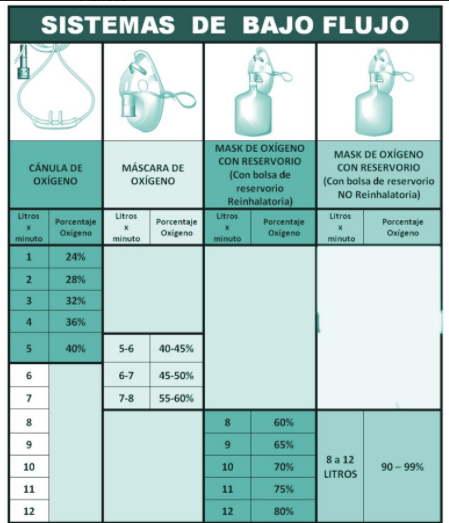 SISTEMAS DE BAJO FLUJO
CÁNULA DE
OXÍGENO
MÁSCARA DE
OXÍGENO
MASK DE OXÍGENO
CON RESERVORIO
(Con bolsa de
reservorio
Reinhalatoria)
MASK DE OXÍGENO
CON RESERVORIO
(Con bolsa de reservorio
NO Reinhalatoria)
Litros
x
minuto
Porcentaje
Oxígeno
Litros
x
minuto
Porcentaje
Oxígeno
Litros
x
minuto
Porcentaje
Oxígeno
Litros
x
minuto
Porcentaje
Oxígeno
1 24%
2 28%
3 32%
4 36%
5 40% 5-6 40-45%
6 6-7 45-50%
7 7-8 55-60%
8 8 60%
9 9 65%
10 10 70%
11 11 75%
12 12 80%
8 a 12
LITROS
90 – 99%